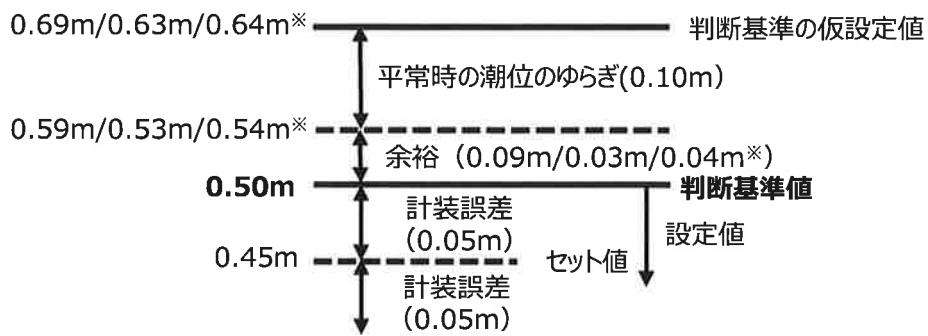 0.69m/0.63m/0.64m※ 判断基準の仮設定値
平常時の潮位のゆらぎ(0.10m)
0.59m/0.53m/0.54m※
余裕（0.09m/0.03m/0.04m※）
0.50m 判断基準値
計装誤差
（0.05m）
設定値
0.45m セット値
計装誤差
（0.05m）